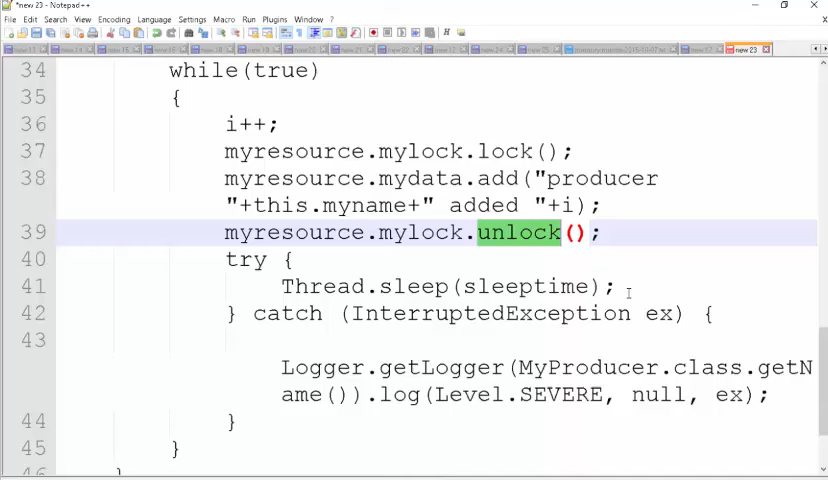 *new 23 - Notepad++
File Edit Search View Encoding Language Settings Macro Run Plugins Window ?
new 23
34 while(true)
35 {
36 i++;
37 myresource.mylock.lock();
38 myresource.mydata.add("producer
"+this.myname+" added "+i);
39 myresource.mylock.unlock();
40 try {
41 Thread.sleep(sleeptime);
42 } catch (InterruptedException ex) {
43
Logger.getLogger(MyProducer.class.getN
ame()).log(Level.SEVERE, null, ex);
44 }
45 }